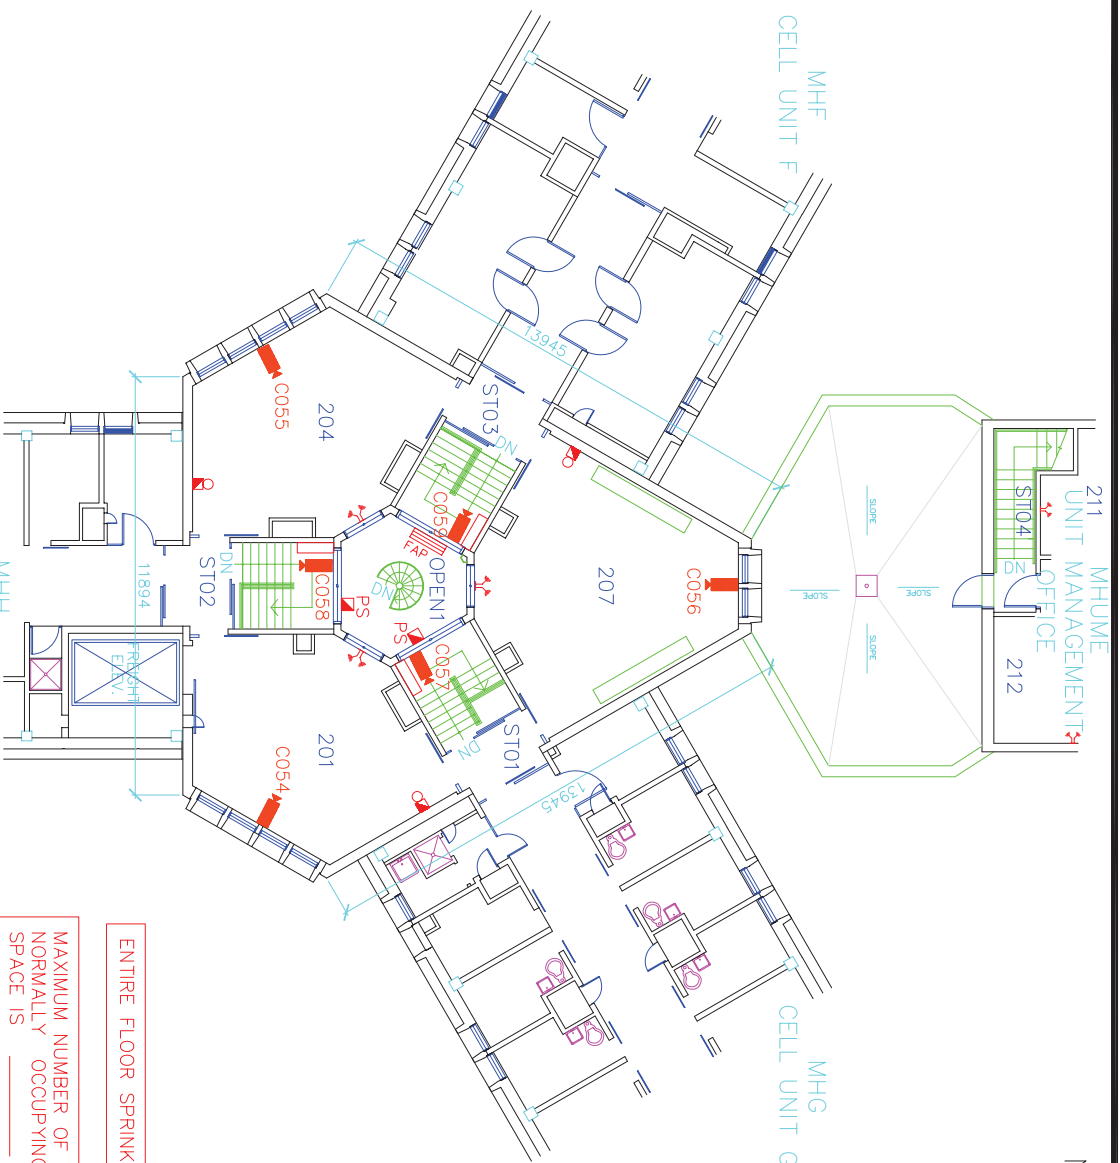 MHF
CELL UNIT F
211
MHUME
UNIT MANAGEMENT
OFFICE
ST04
DN
212
SLOPE
SLOPE
SLOPE
SLOPE
13945
ST03
DN
C055
204
C059
FAP
OPEN1
DN
207
C056
11894
ST02
DN
C058
PS
PS
C057
MHH
FREIGHT
ELEV.
201
C054
ST01
DN
13945
MHG
CELL UNIT G
ENTIRE FLOOR SPRINK
MAXIMUM NUMBER OF
NORMALLY OCCUPYING
SPACE IS